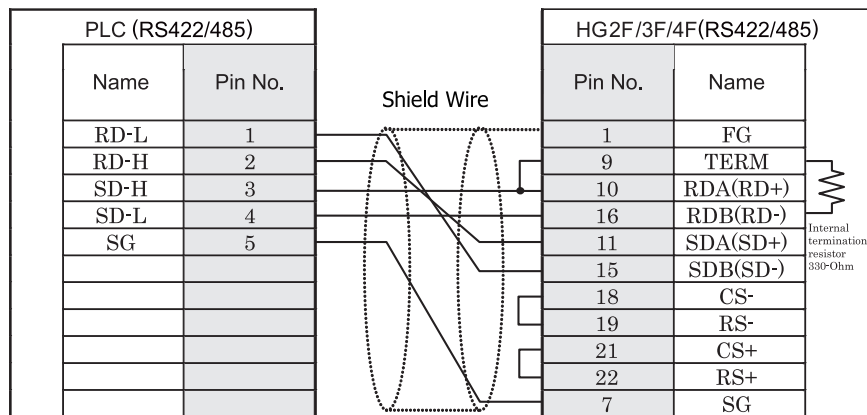 PLC (RS422/485)
Name Pin No.
RD-L 1
RD-H 2
SD-H 3
SD-L 4
SG 5
Shield Wire
HG2F/3F/4F(RS422/485)
Pin No. Name
1 FG
9 TERM
10 RDA(RD+)
16 RDB(RD-)
11 SDA(SD+)
15 SDB(SD-)
18 CS-
19 RS-
21 CS+
22 RS+
7 SG
Internal
termination
resistor
330-Ohm